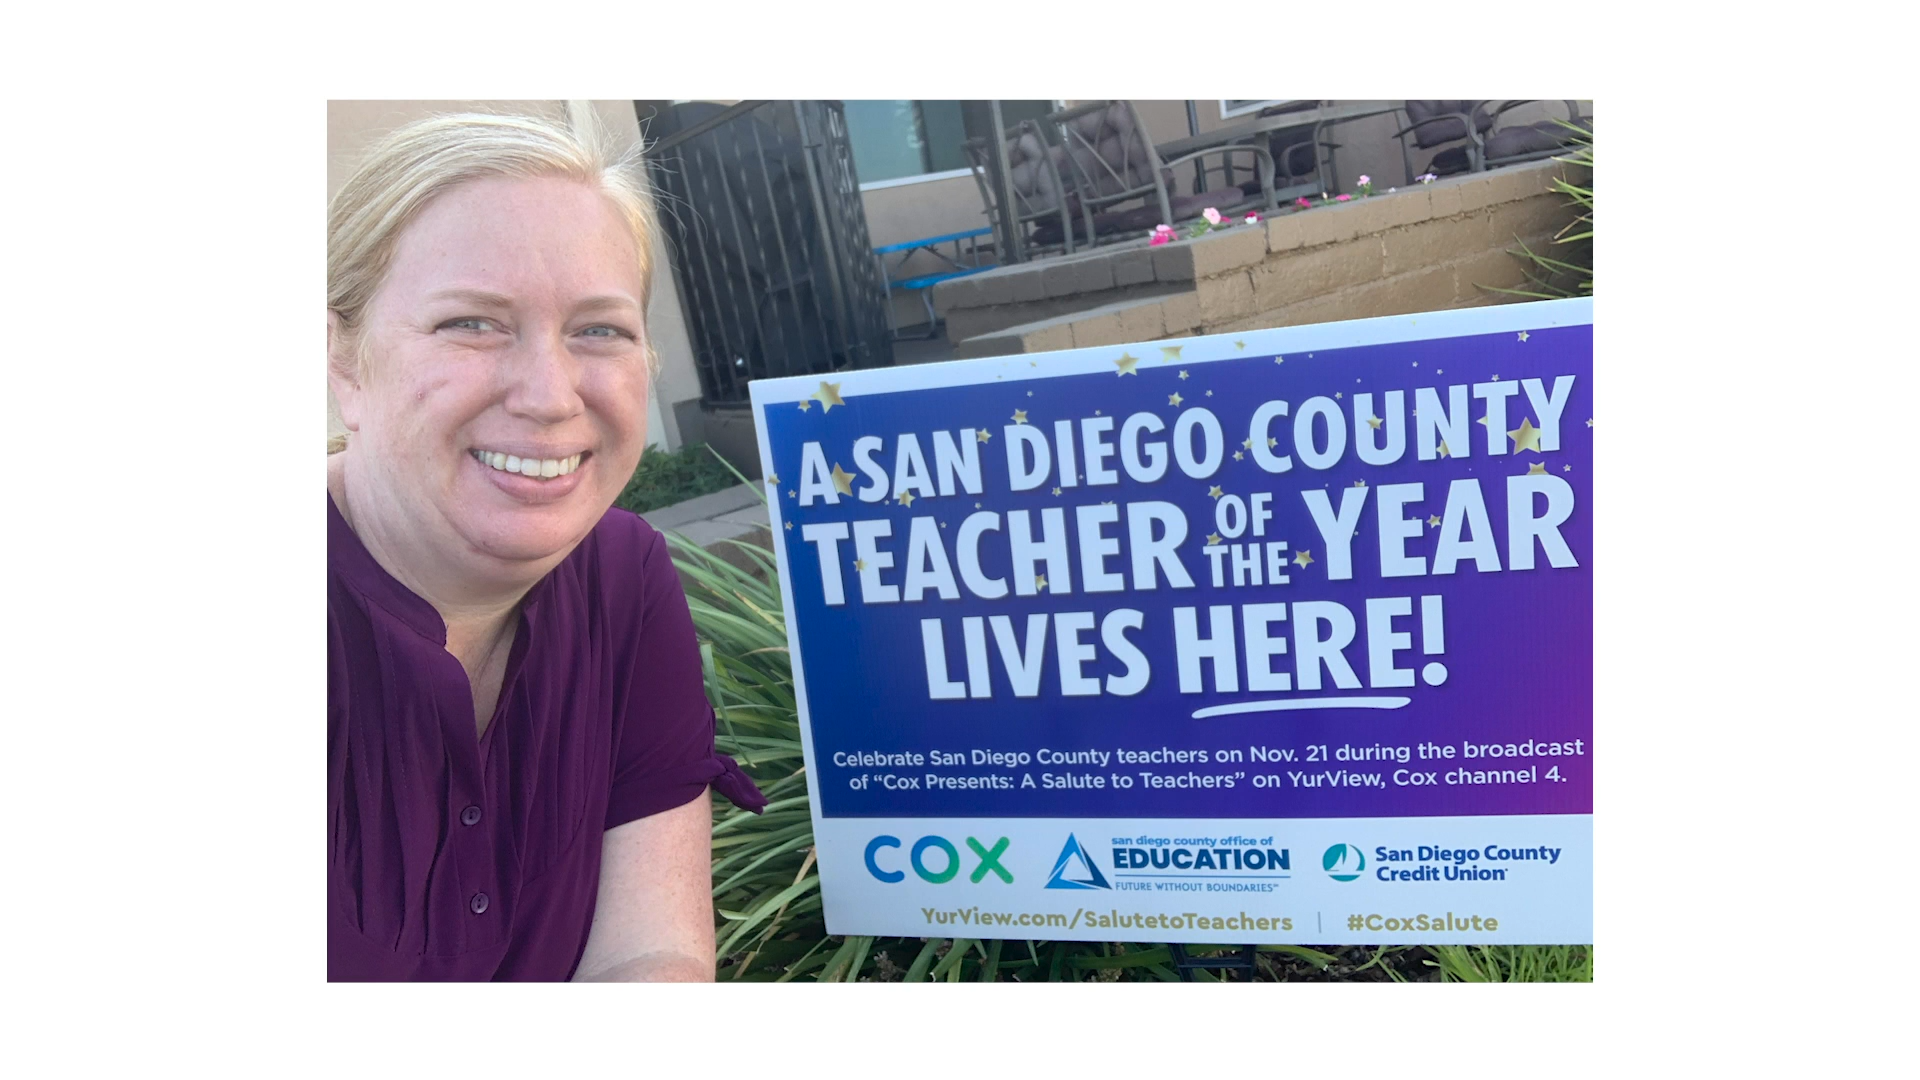 A SAN DIEGO COUNTY
TEACHER OF THE YEAR
LIVES HERE!
Celebrate San Diego County teachers on Nov. 21 during the broadcast
of “Cox Presents: A Salute to Teachers” on YurView, Cox channel 4.
COX
san diego county office of
EDUCATION
FUTURE WITHOUT BOUNDARIES℠
San Diego County
Credit Union®
YurView.com/SalutetoTeachers | #CoxSalute